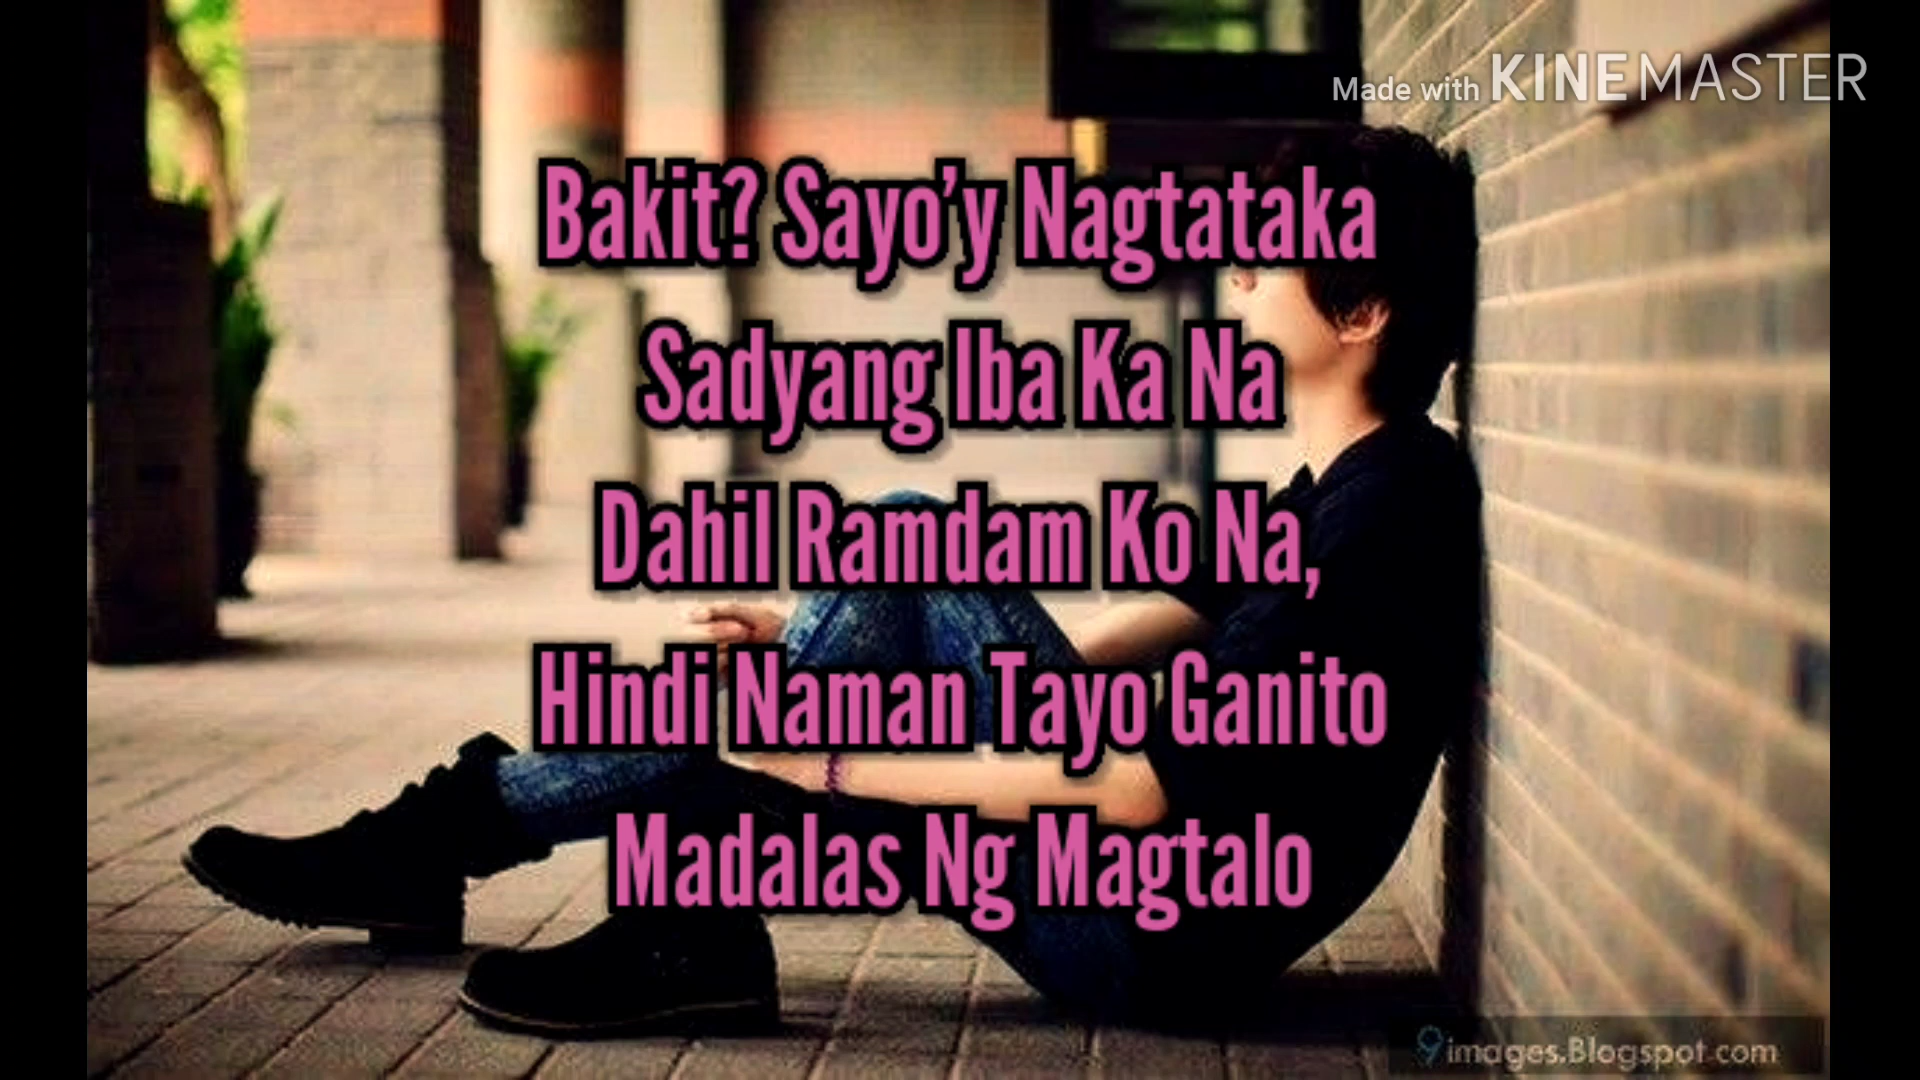 Made with KINEMASTER
Bakit? Sayo’y Nagtataka
Sadyang Iba Ka Na
Dahil Ramdam Ko Na,
Hindi Naman Tayo Ganito
Madalas Ng Magtalo
9images.Blogspot.com